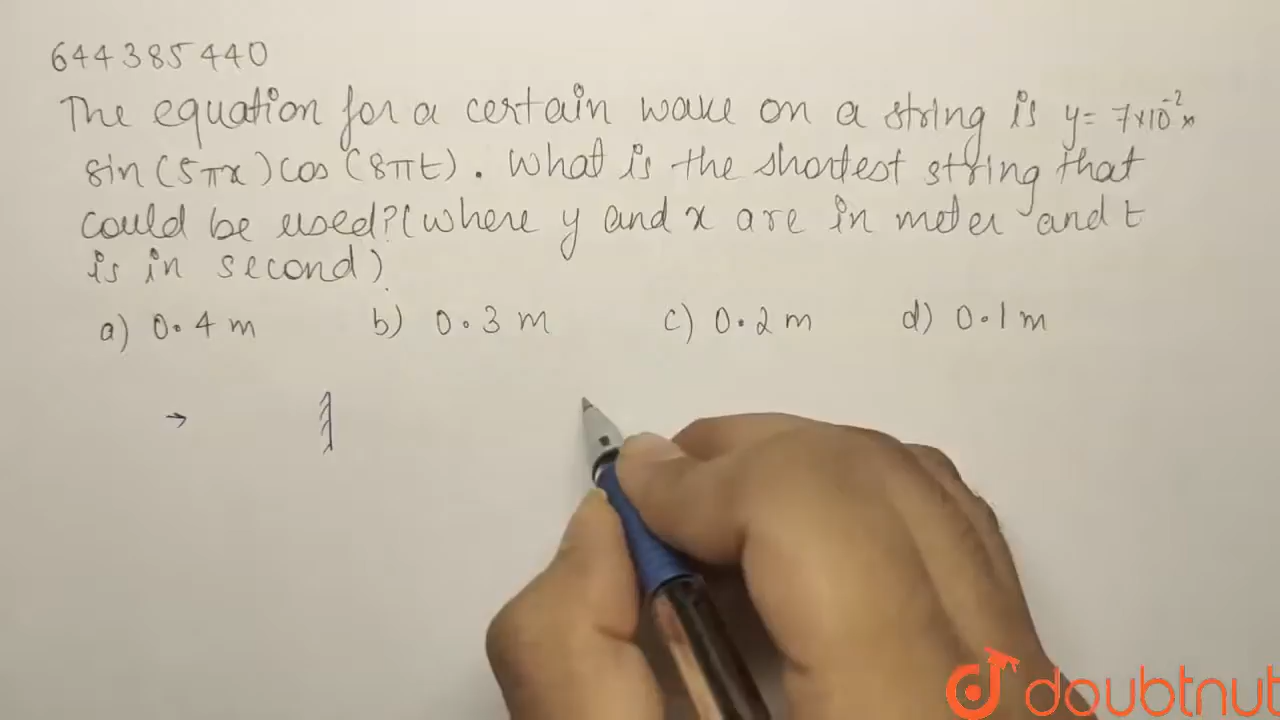 644385440
The equation for a certain wave on a string is y= 7×10⁻²×
sin(5πx)cos(8πt). What is the shortest string that
could be used?(where y and x are in meter and t
is in second)
a) 0.4 m b) 0.3 m c) 0.2 m d) 0.1 m
→
doubtnut